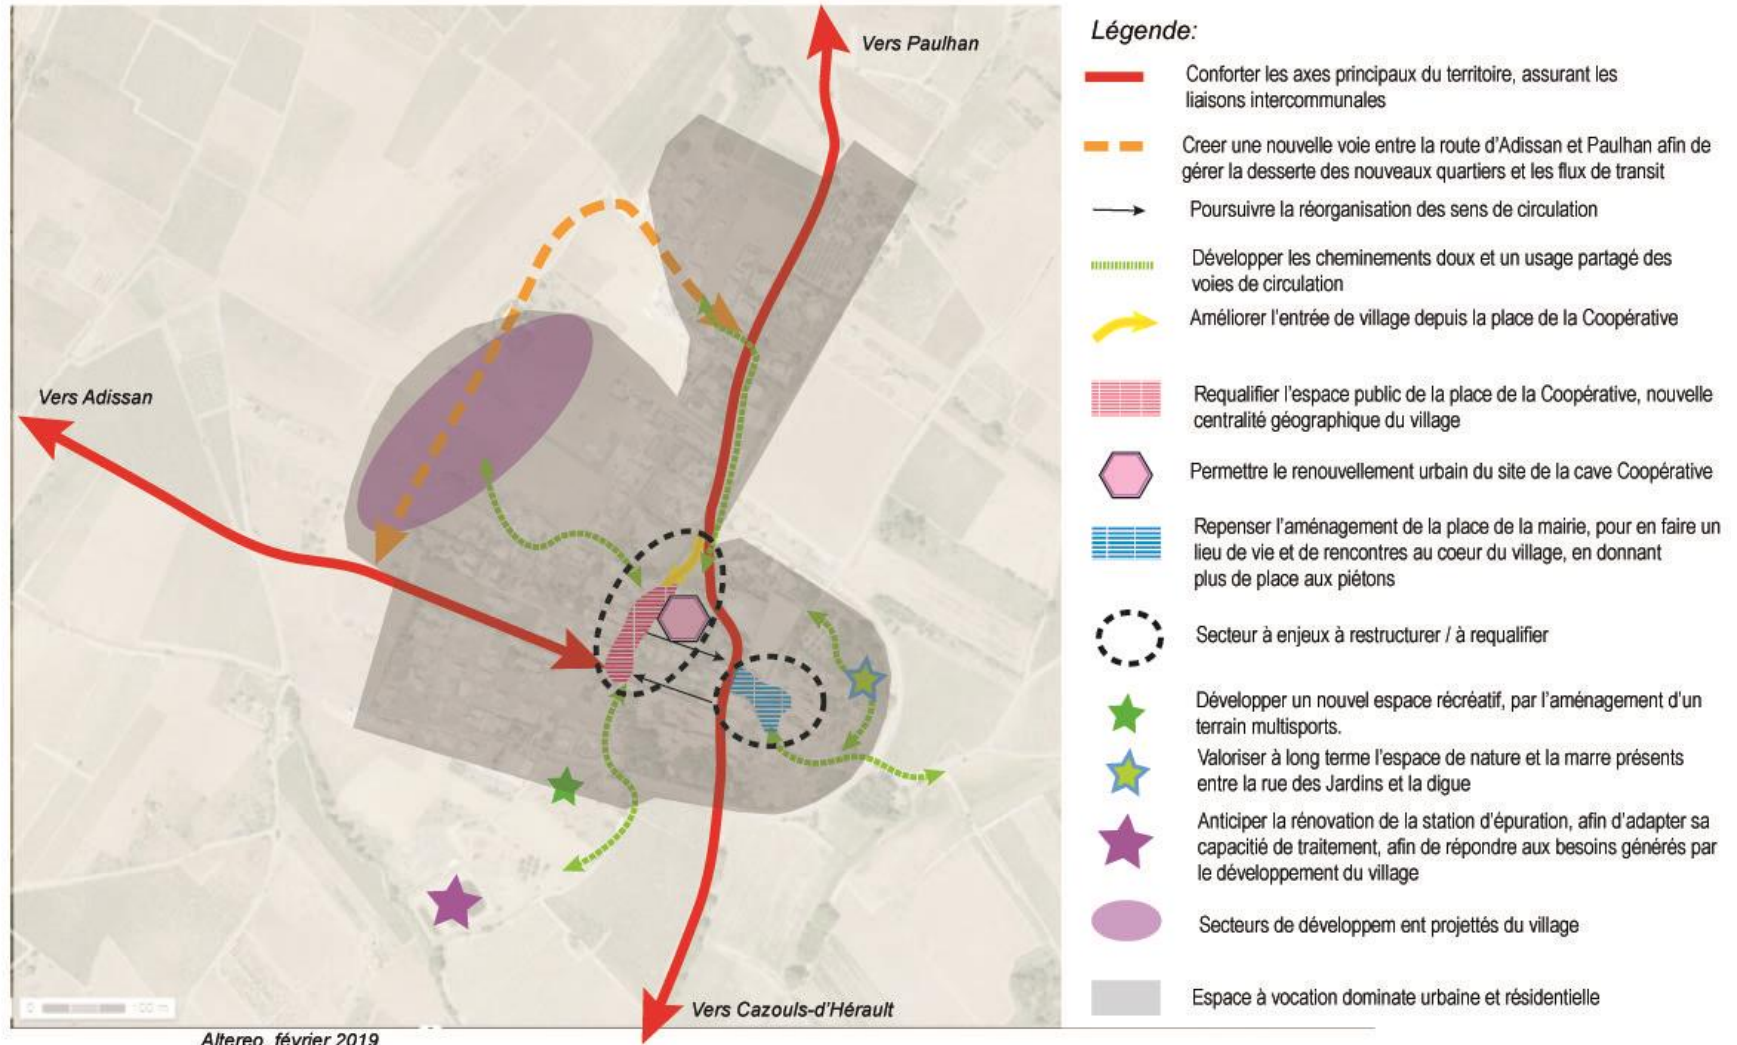 Vers Paulhan
Vers Adissan
Vers Cazouls-d'Hérault
Altereo, février 2019
Légende:
Conforter les axes principaux du territoire, assurant les
liaisons intercommunales
Creer une nouvelle voie entre la route d'Adissan et Paulhan afin de
gérer la desserte des nouveaux quartiers et les flux de transit
Poursuivre la réorganisation des sens de circulation
Développer les cheminements doux et un usage partagé des
voies de circulation
Améliorer l'entrée de village depuis la place de la Coopérative
Requalifier l'espace public de la place de la Coopérative, nouvelle
centralité géographique du village
Permettre le renouvellement urbain du site de la cave Coopérative
Repenser l'aménagement de la place de la mairie, pour en faire un
lieu de vie et de rencontres au coeur du village, en donnant
plus de place aux piétons
Secteur à enjeux à restructurer / à requalifier
Développer un nouvel espace récréatif, par l'aménagement d'un
terrain multisports.
Valoriser à long terme l'espace de nature et la marre présents
entre la rue des Jardins et la digue
Anticiper la rénovation de la station d'épuration, afin d'adapter sa
capacitié de traitement, afin de répondre aux besoins générés par
le développement du village
Secteurs de développem ent projettés du village
Espace à vocation dominate urbaine et résidentielle